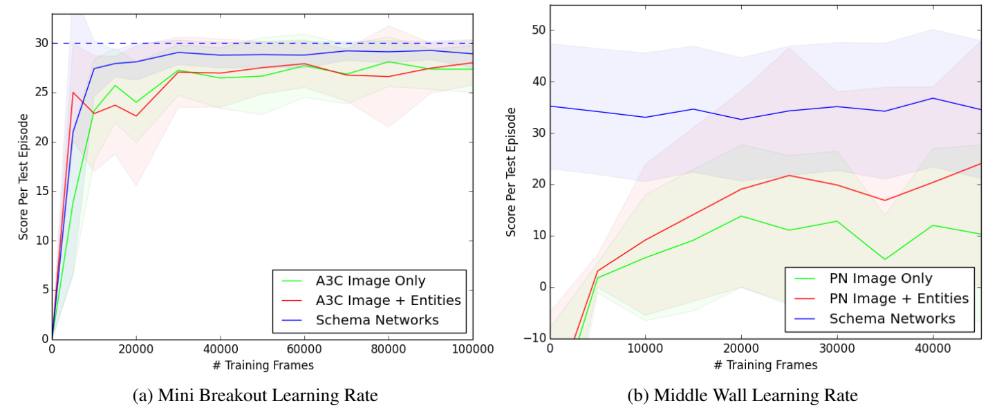 30
25
20
15
10
5
0
Score Per Test Episode
A3C Image Only
A3C Image + Entities
Schema Networks
0 20000 40000 60000 80000 100000
# Training Frames
(a) Mini Breakout Learning Rate
50
40
30
20
10
0
−10
Score Per Test Episode
PN Image Only
PN Image + Entities
Schema Networks
0 10000 20000 30000 40000
# Training Frames
(b) Middle Wall Learning Rate